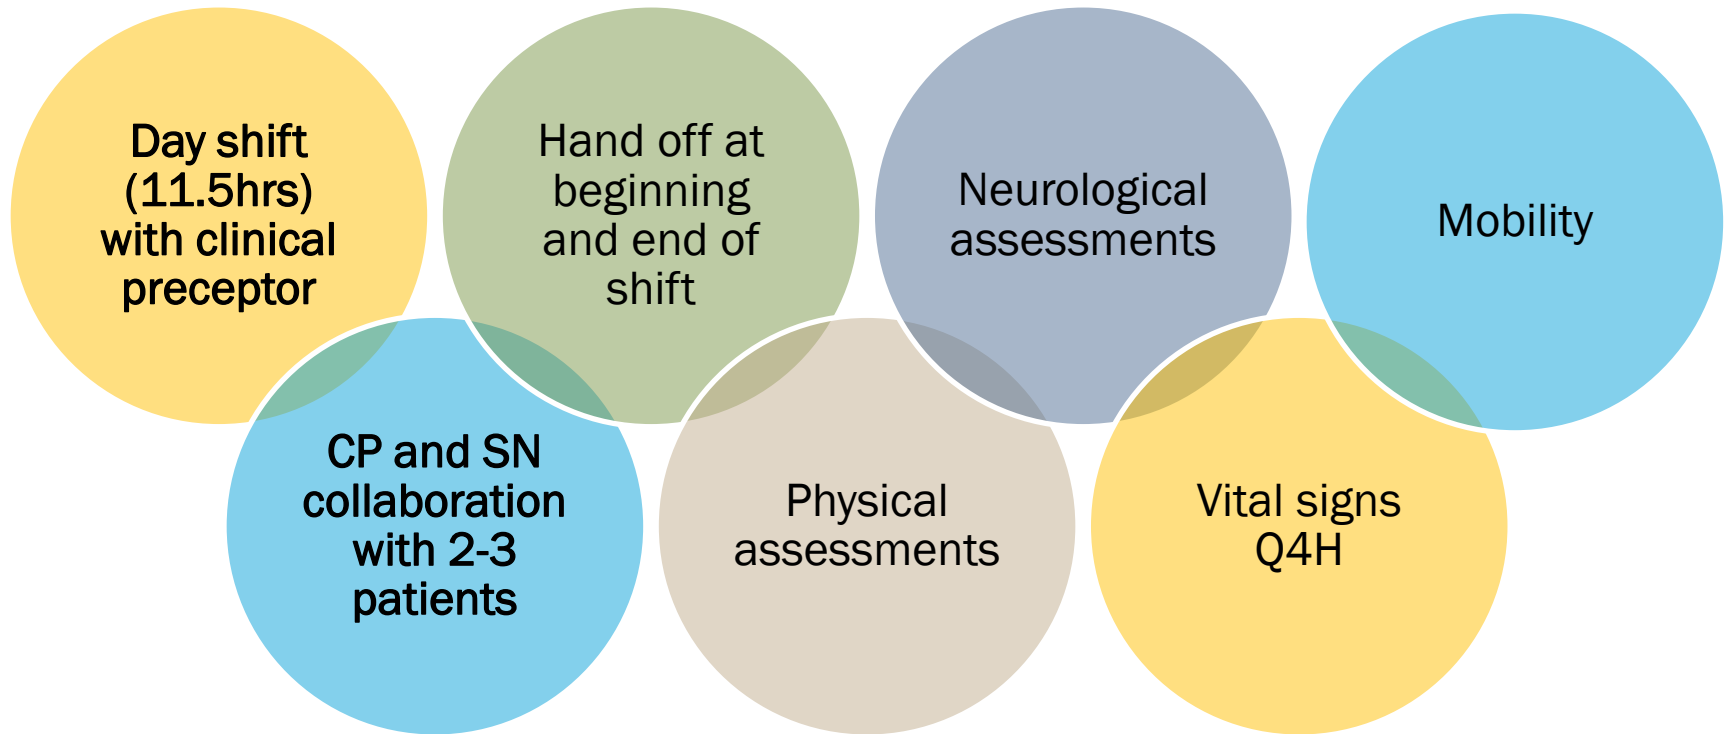 Day shift
(11.5hrs)
with clinical
preceptor
CP and SN
collaboration
with 2-3
patients
Hand off at
beginning
and end of
shift
Physical
assessments
Neurological
assessments
Vital signs
Q4H
Mobility